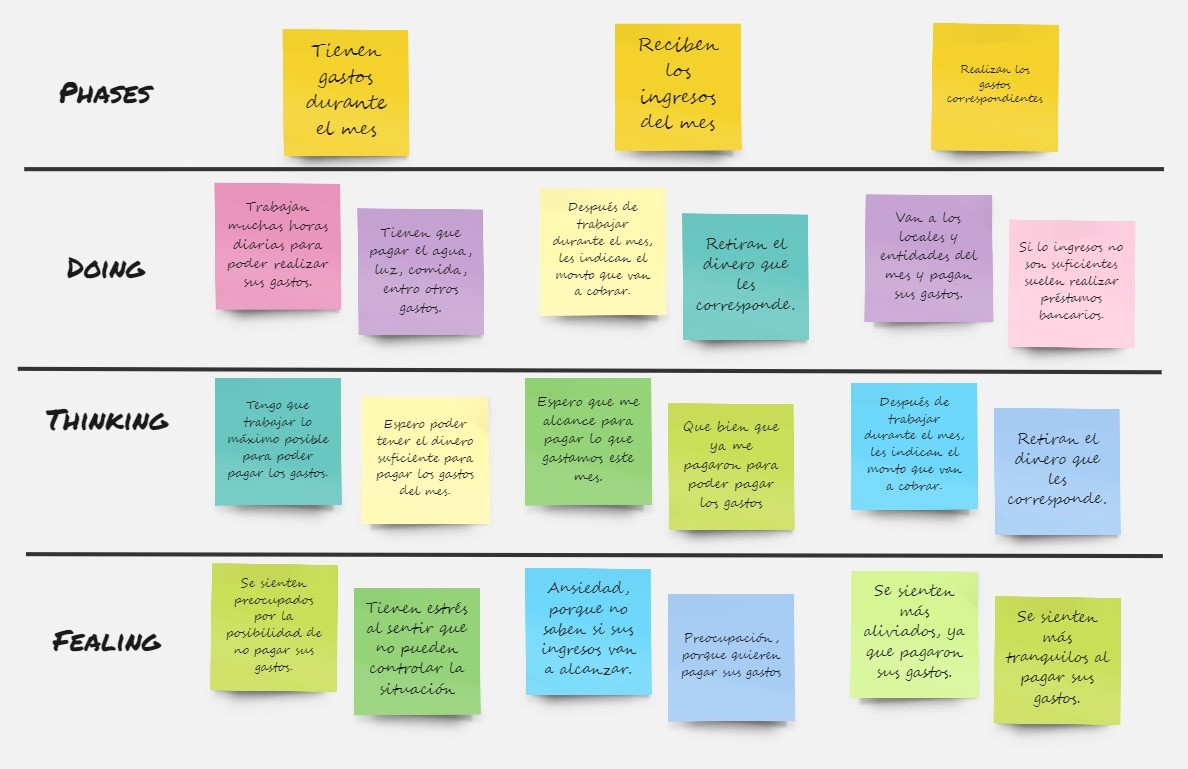 PHASES
Tienen
gastos
durante
el mes
Reciben
los
ingresos
del mes
Realizan los
gastos
correspondientes
DOING
Trabajan
muchas horas
diarias para
poder realizar
sus gastos.
Tienen que
pagar el agua,
luz, comida,
entro otros
gastos.
Después de
trabajar
durante el mes,
les indican el
monto que van
a cobrar.
Retiran el
dinero que
les
corresponde.
Van a los
locales y
entidades del
mes y pagan
sus gastos.
Si lo ingresos no
son suficientes
suelen realizar
préstamos
bancarios.
THINKING
Tengo que
trabajar lo
máximo posible
para poder
pagar los gastos.
Espero poder
tener el dinero
suficiente para
pagar los gastos
del mes.
Espero que me
alcance para
pagar lo que
gastamos este
mes.
Que bien que
ya me
pagaron para
poder pagar
los gastos
Después de
trabajar
durante el mes,
les indican el
monto que van
a cobrar.
Retiran el
dinero que
les
corresponde.
FEALING
Se sienten
preocupados
por la
posibilidad de
no pagar sus
gastos.
Tienen estrés
al sentir que
no pueden
controlar la
situación
Ansiedad,
porque no
saben si sus
ingresos van
a alcanzar.
Preocupación,
porque quieren
pagar sus gastos
Se sienten
más
aliviados, ya
que pagaron
sus gastos.
Se sienten
más
tranquilos al
pagar sus
gastos.